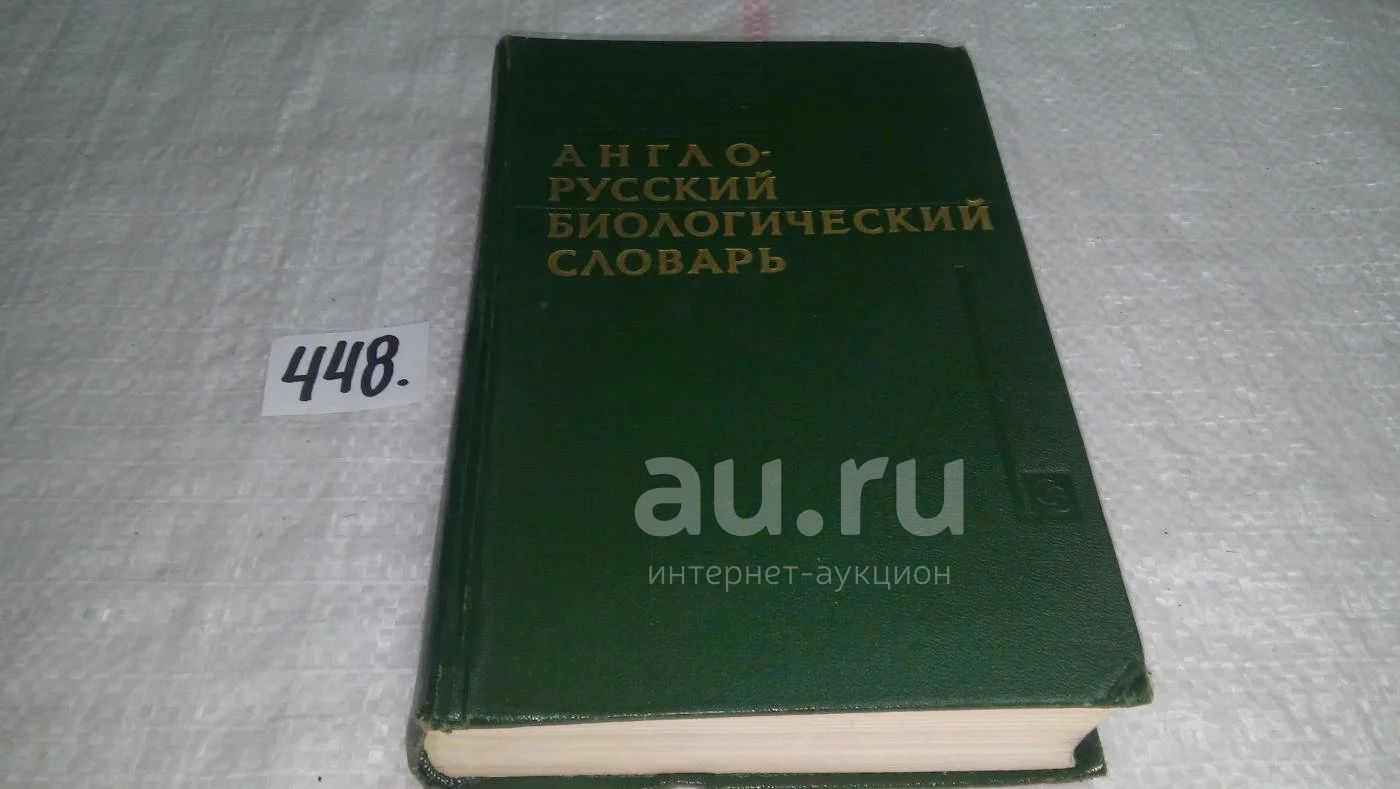 АНГЛО-
РУССКИЙ
БИОЛОГИЧЕСКИЙ
СЛОВАРЬ
448.
au.ru
интернет-аукцион